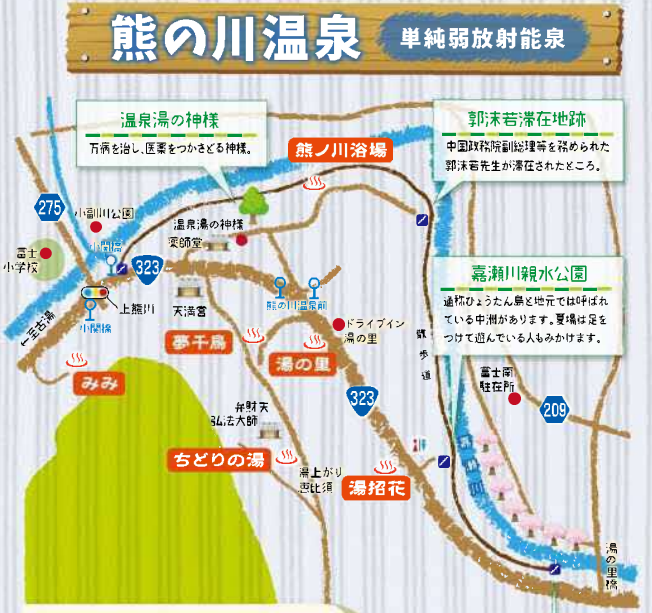 熊の川温泉
単純弱放射能泉
温泉湯の神様
万病を治し、医薬をつかさどる神様。
郭沫若滞在地跡
中国政務院副総理等を務められた
郭沫若先生が滞在されたところ。
熊ノ川浴場
275
小副川公園
温泉湯の神様
薬師堂
富士
小学校
小関橋
323
嘉瀬川親水公園
通称ひょうたん島と地元では呼ばれ
ている中洲があります。夏場は足を
つけて遊んでいる人もみかけます。
上熊川
小関橋
天満宮
熊の川温泉前
ドライブイン
湯の里
夢千鳥
湯の里
散歩道
古湯へ
みみ
富士南
駐在所
323
209
弁財天
弘法大師
ちどりの湯
湯上がり
恵比須
湯招花
嘉瀬川
湯の里橋